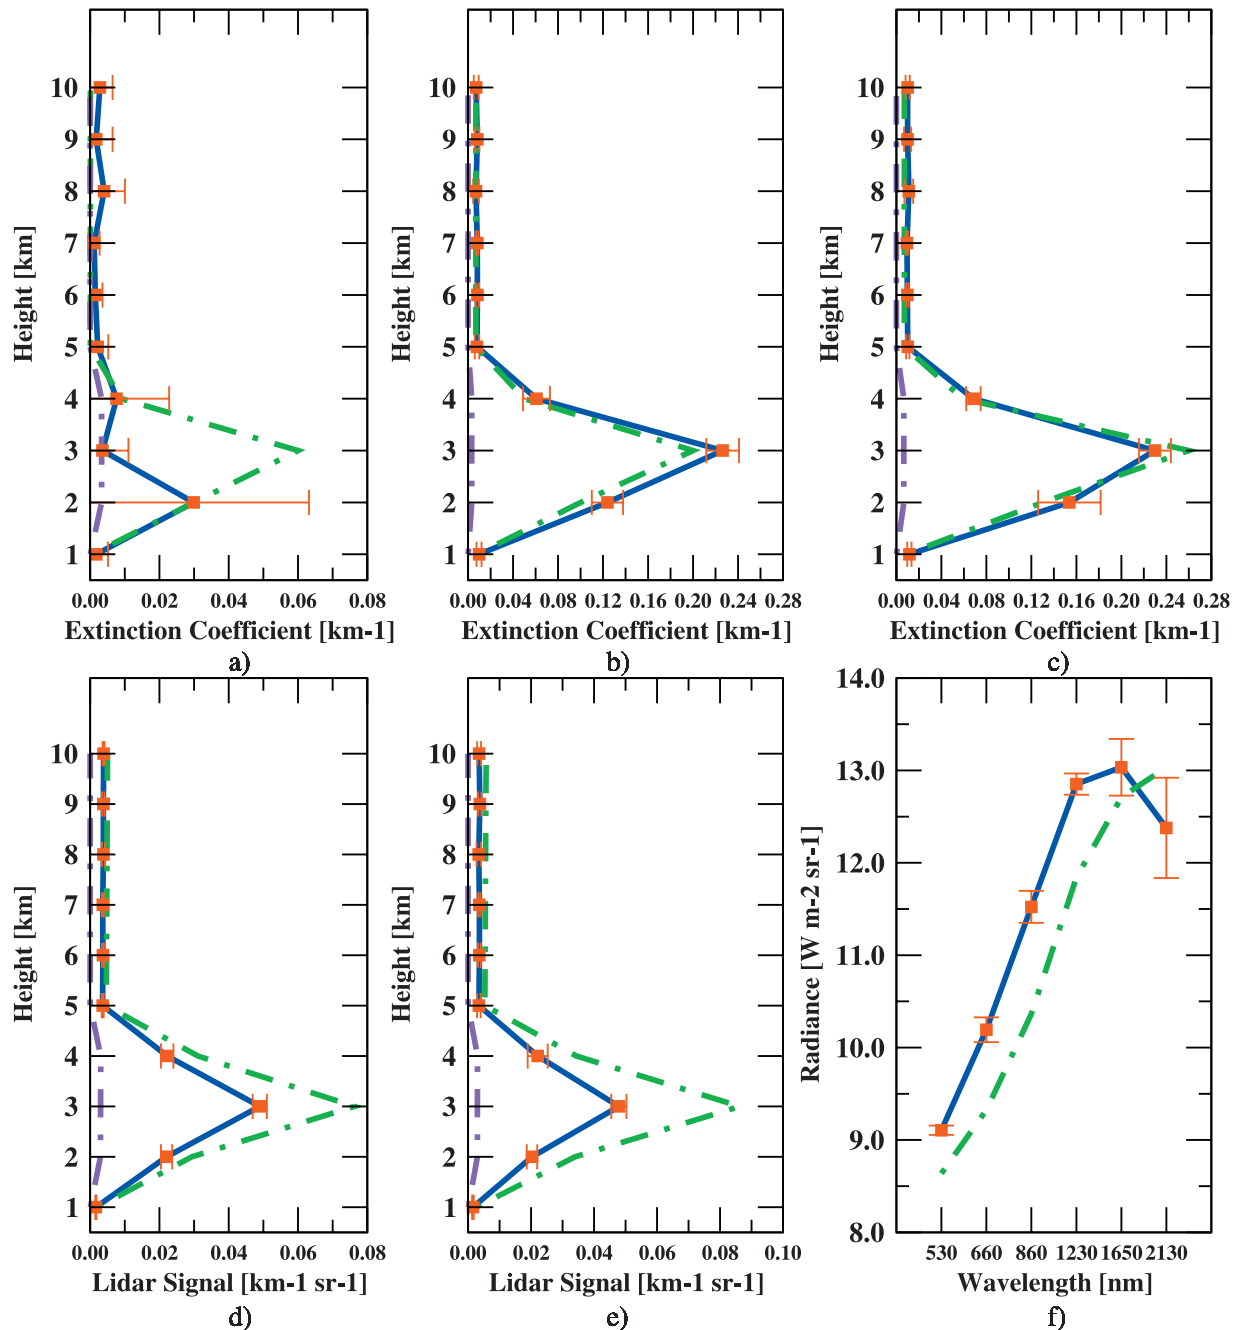 10
9
8
7
6
5
4
3
2
1
Height [km]
0.00 0.02 0.04 0.06 0.08
Extinction Coefficient [km-1]
a)
10
9
8
7
6
5
4
3
2
1
Height [km]
0.00 0.04 0.08 0.12 0.16 0.20 0.24 0.28
Extinction Coefficient [km-1]
b)
10
9
8
7
6
5
4
3
2
1
Height [km]
0.00 0.04 0.08 0.12 0.16 0.20 0.24 0.28
Extinction Coefficient [km-1]
c)
10
9
8
7
6
5
4
3
2
1
Height [km]
0.00 0.02 0.04 0.06 0.08
Lidar Signal [km-1 sr-1]
d)
10
9
8
7
6
5
4
3
2
1
Height [km]
0.00 0.02 0.04 0.06 0.08 0.10
Lidar Signal [km-1 sr-1]
e)
14.0
13.0
12.0
11.0
10.0
9.0
8.0
Radiance [W m-2 sr-1]
530 660 860 1230 1650 2130
Wavelength [nm]
f)